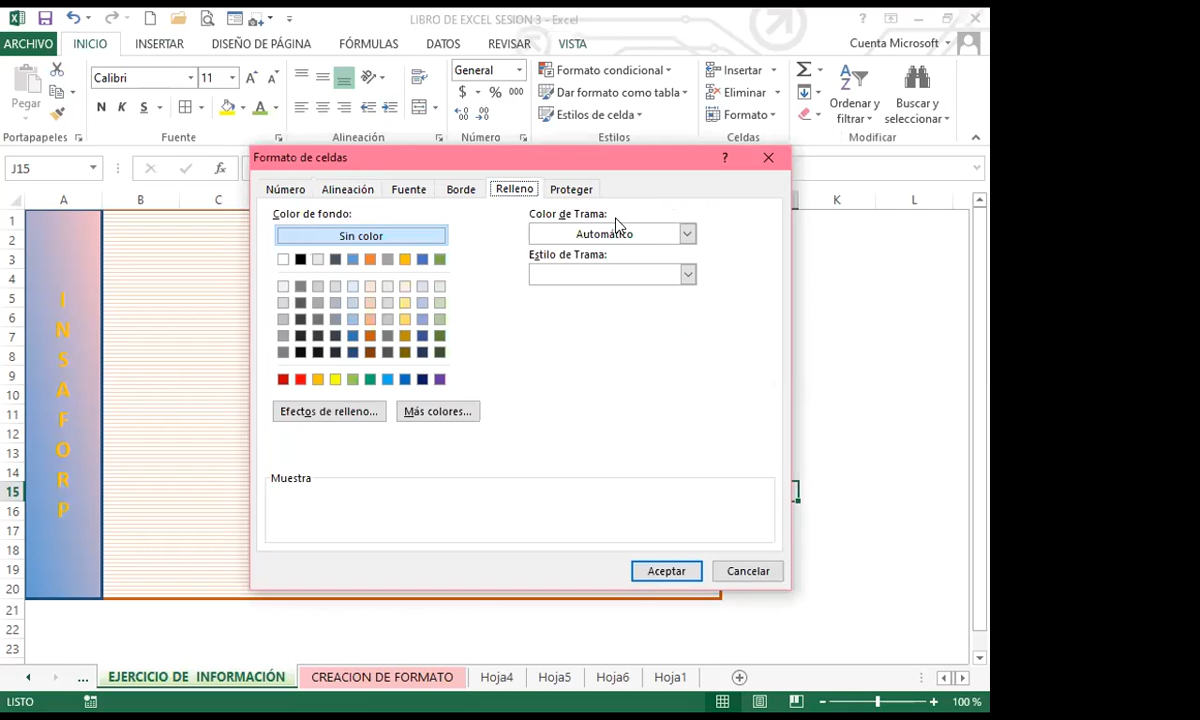 LIBRO DE EXCEL SESION 3 - Excel
?
ARCHIVO INICIO INSERTAR DISEÑO DE PÁGINA FÓRMULAS DATOS REVISAR VISTA Cuenta Microsoft
Pegar
Calibri 11
N K S
A A
A
General
$ % 000
Formato condicional
Dar formato como tabla
Estilos de celda
Insertar
Eliminar
Formato
Ordenar y
filtrar
Buscar y
seleccionar
Portapapeles Fuente Alineación Número Estilos Celdas Modificar
J15 fx
Formato de celdas ?
Número Alineación Fuente Borde Relleno Proteger
Color de fondo:
Sin color
Efectos de relleno... Más colores...
Color de Trama:
Automático
Estilo de Trama:
Muestra
Aceptar Cancelar
A B C K L
1
2
3
4
5
6
7
8
9
10
11
12
13
14
15
16
17
18
19
20
21
22
23
I
N
S
A
F
O
R
P
... EJERCICIO DE INFORMACIÓN CREACION DE FORMATO Hoja4 Hoja5 Hoja6 Hoja1
LISTO 100 %